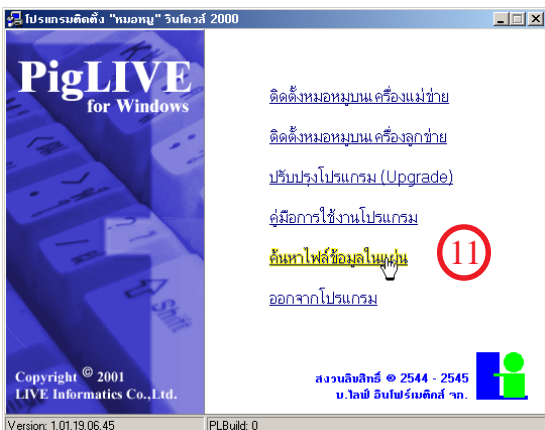 โปรแกรมติดตั้ง "หมอหมู" วินโดวส์ 2000
PigLIVE
for Windows
ติดตั้งหมอหมูบนเครื่องแม่ข่าย
ติดตั้งหมอหมูบนเครื่องลูกข่าย
ปรับปรุงโปรแกรม (Upgrade)
คู่มือการใช้งานโปรแกรม
ค้นหาไฟล์ข้อมูลในแผ่น
11
ออกจากโปรแกรม
Shift
Copyright © 2001
LIVE Informatics Co.,Ltd.
สงวนลิขสิทธิ์ © 2544 - 2545
บ.ไลฟ์ อินโฟร์เมติกส์ จก.
Version: 1.01.19.06.45
PLBuild: 0